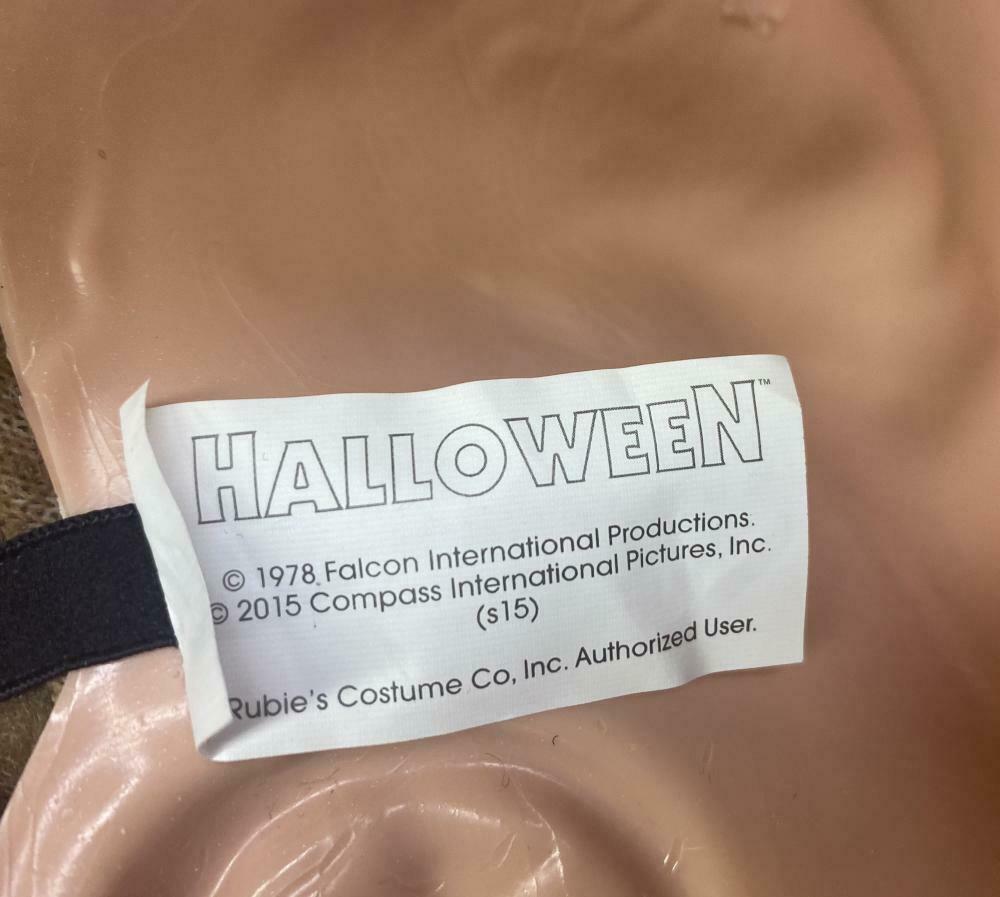 HALLOWEEN™
© 1978 Falcon International Productions.
© 2015 Compass International Pictures, Inc.
(s15)
Rubie's Costume Co, Inc. Authorized User.